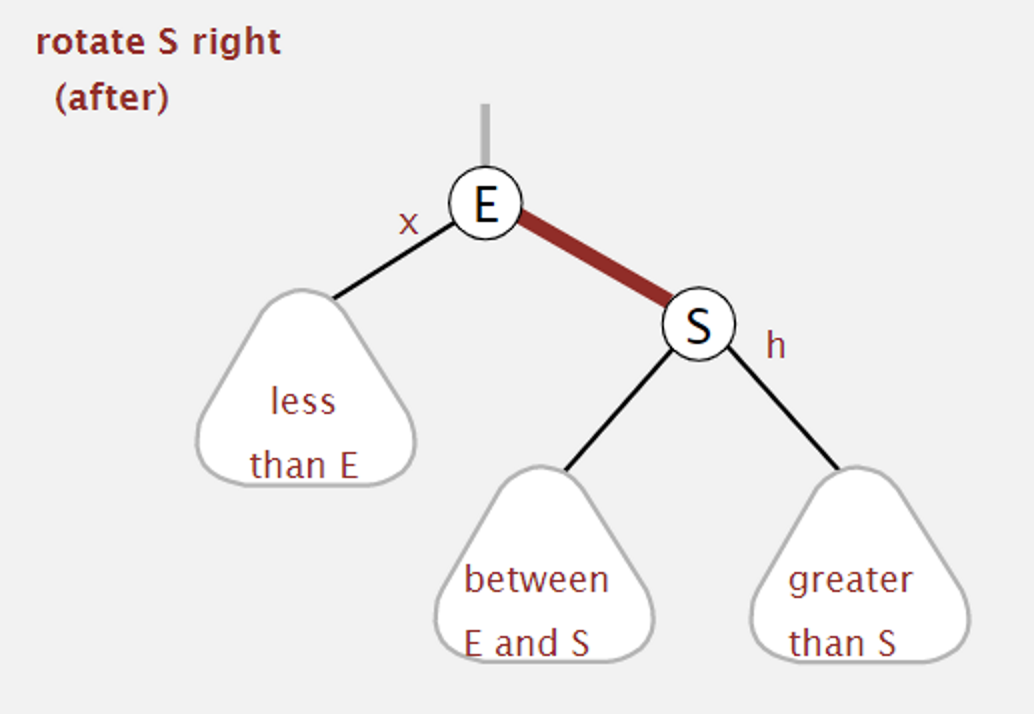 rotate S right
(after)
E
x
S
h
less
than E
between
E and S
greater
than S